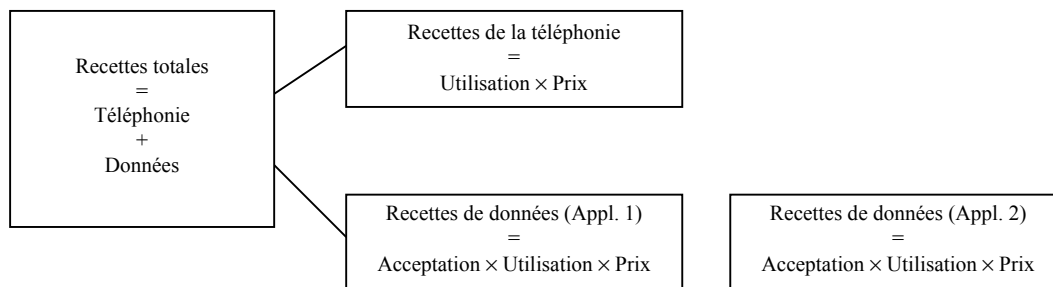 Recettes totales
=
Téléphonie
+
Données
Recettes de la téléphonie
=
Utilisation × Prix
Recettes de données (Appl. 1)
=
Acceptation × Utilisation × Prix
Recettes de données (Appl. 2)
=
Acceptation × Utilisation × Prix